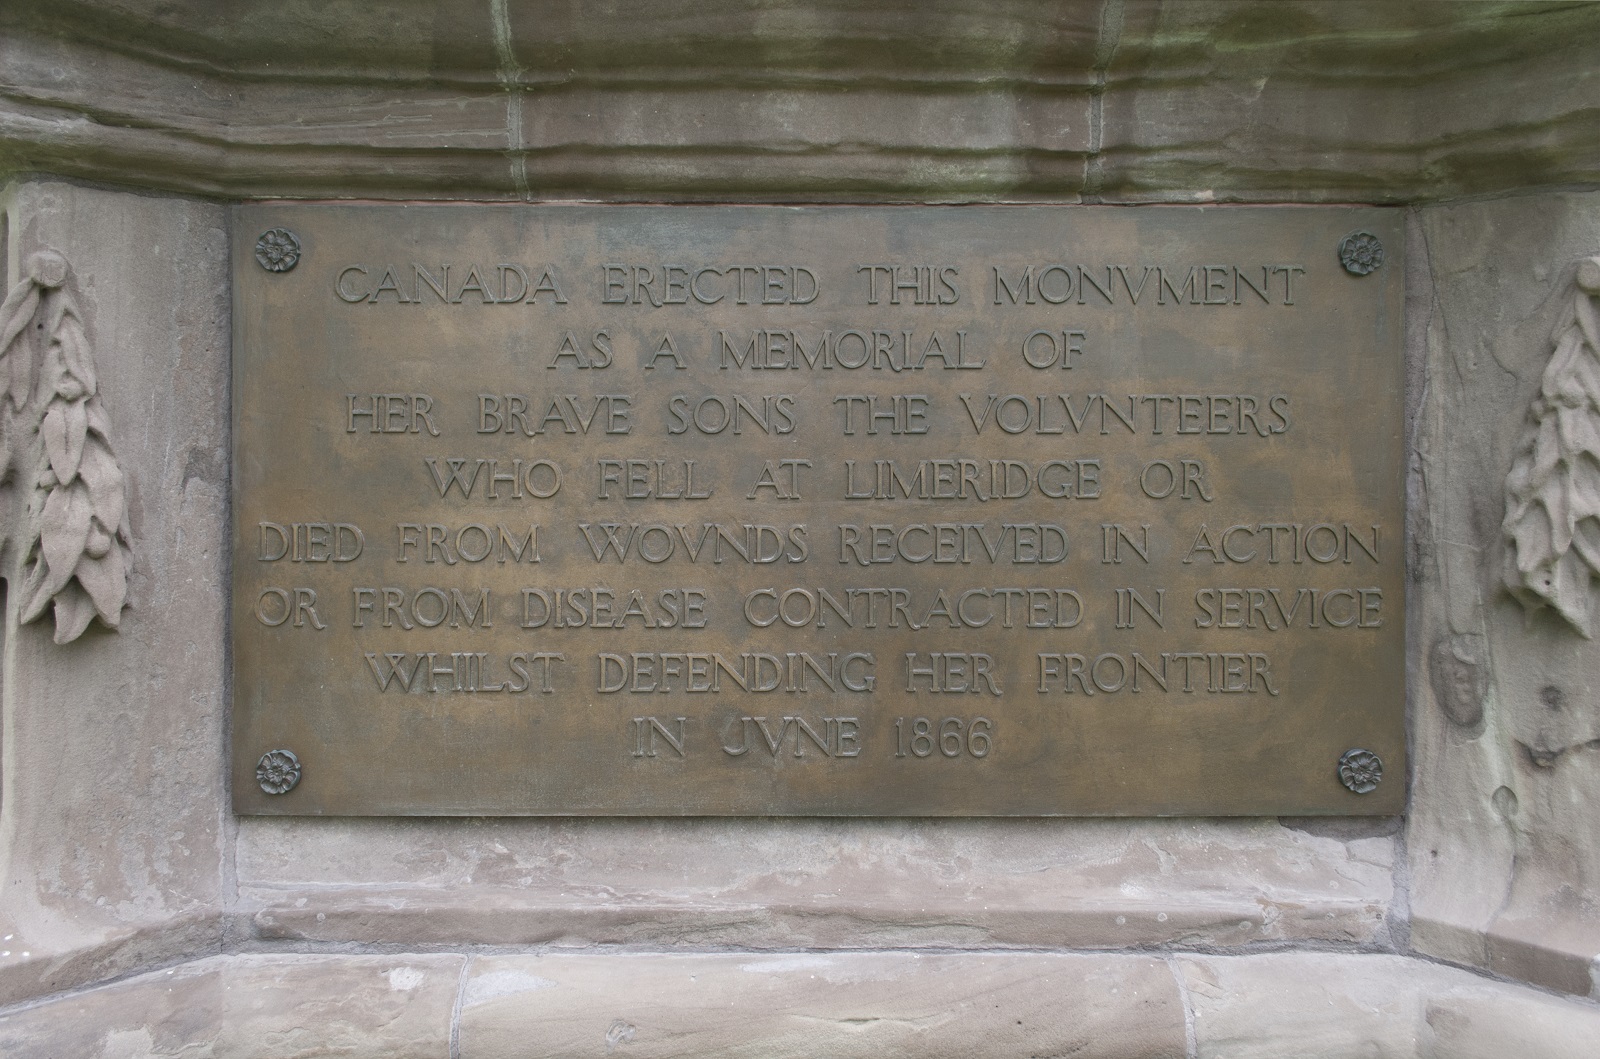 CANADA ERECTED THIS MONVMENT
AS A MEMORIAL OF
HER BRAVE SONS THE VOLVNTEERS
WHO FELL AT LIMERIDGE OR
DIED FROM WOVNDS RECEIVED IN ACTION
OR FROM DISEASE CONTRACTED IN SERVICE
WHILST DEFENDING HER FRONTIER
IN JVNE 1866